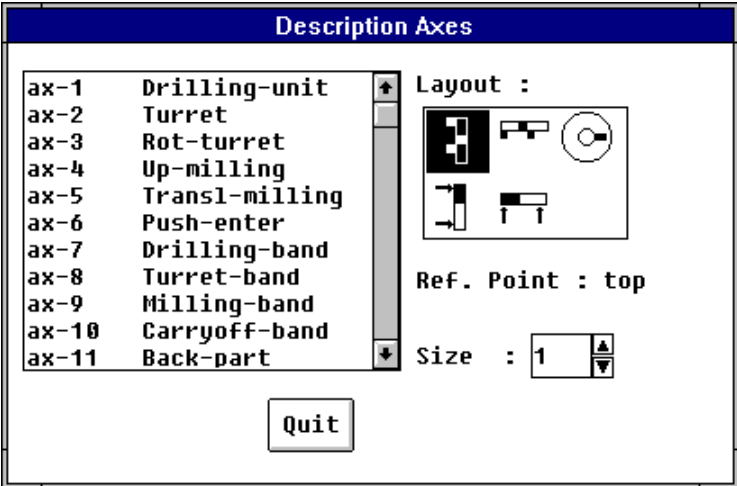 Description Axes
ax-1 Drilling-unit
ax-2 Turret
ax-3 Rot-turret
ax-4 Up-milling
ax-5 Transl-milling
ax-6 Push-enter
ax-7 Drilling-band
ax-8 Turret-band
ax-9 Milling-band
ax-10 Carryoff-band
ax-11 Back-part
Layout :
Ref. Point : top
Size : 1
Quit